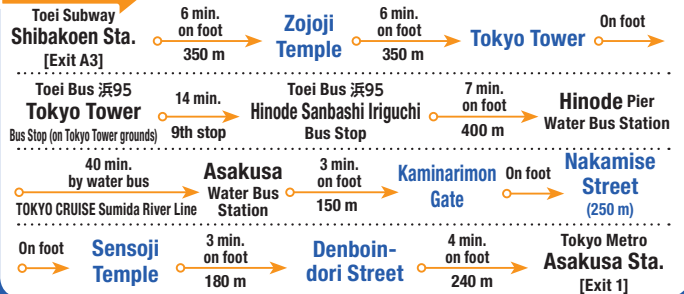 Toei Subway
Shibakoen Sta.
[Exit A3]
6 min.
on foot
350 m
Zojoji
Temple
6 min.
on foot
350 m
Tokyo Tower
On foot
Toei Bus 浜95
Tokyo Tower
Bus Stop (on Tokyo Tower grounds)
14 min.
9th stop
Toei Bus 浜95
Hinode Sanbashi Iriguchi
Bus Stop
7 min.
on foot
400 m
Hinode Pier
Water Bus Station
40 min.
by water bus
TOKYO CRUISE Sumida River Line
Asakusa
Water Bus
Station
3 min.
on foot
150 m
Kaminarimon
Gate
On foot
Nakamise
Street
(250 m)
On foot
Sensoji
Temple
3 min.
on foot
180 m
Denboin-
dori Street
4 min.
on foot
240 m
Tokyo Metro
Asakusa Sta.
[Exit 1]